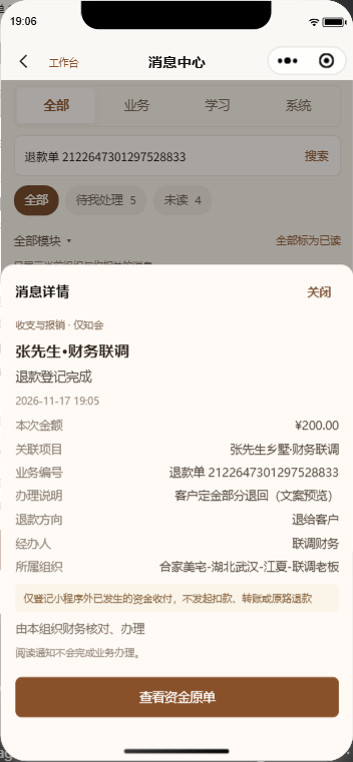 19:06
工作台
消息中心
全部 业务 学习 系统
退款单 2122647301297528833 搜索
全部 待我处理 5 未读 4
全部模块 全部标为已读
消息详情 关闭
收支与报销 · 仅知会
张先生·财务联调
退款登记完成
2026-11-17 19:05
本次金额 ¥200.00
关联项目 张先生乡墅·财务联调
业务编号 退款单 2122647301297528833
办理说明 客户定金部分退回（文案预览）
退款方向 退给客户
经办人 联调财务
所属组织 合家美宅-湖北武汉-江夏-联调老板
仅登记小程序外已发生的资金收付，不发起扣款、转账或原路退款
由本组织财务核对、办理
阅读通知不会完成业务办理。
查看资金原单